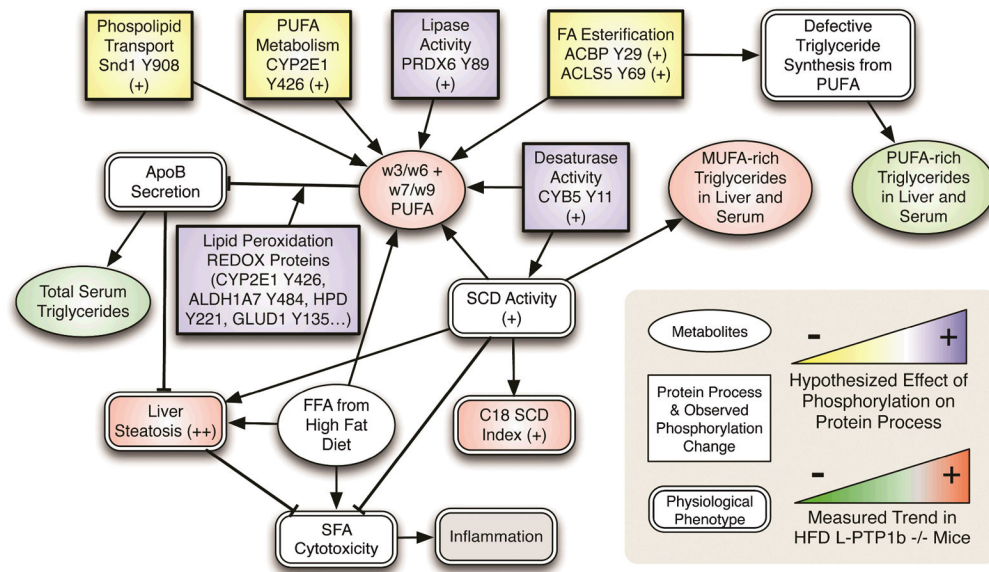 Phospolipid
Transport
Snd1 Y908
(+)
PUFA
Metabolism
CYP2E1
Y426 (+)
Lipase
Activity
PRDX6 Y89
(+)
FA Esterification
ACBP Y29 (+)
ACLS5 Y69 (+)
Defective
Triglyceride
Synthesis from
PUFA
ApoB
Secretion
w3/w6 +
w7/w9
PUFA
Desaturase
Activity
CYB5 Y11
(+)
MUFA-rich
Triglycerides
in Liver and
Serum
PUFA-rich
Triglycerides
in Liver and
Serum
Total Serum
Triglycerides
Lipid Peroxidation
REDOX Proteins
(CYP2E1 Y426,
ALDH1A7 Y484, HPD
Y221, GLUD1 Y135...)
SCD Activity
(+)
Liver
Steatosis (++)
FFA from
High Fat
Diet
C18 SCD
Index (+)
SFA
Cytotoxicity
Inflammation
Metabolites
- +
Hypothesized Effect of
Phosphorylation on
Protein Process
Protein Process
& Observed
Phosphorylation
Change
Physiological
Phenotype
- +
Measured Trend in
HFD L-PTP1b -/- Mice